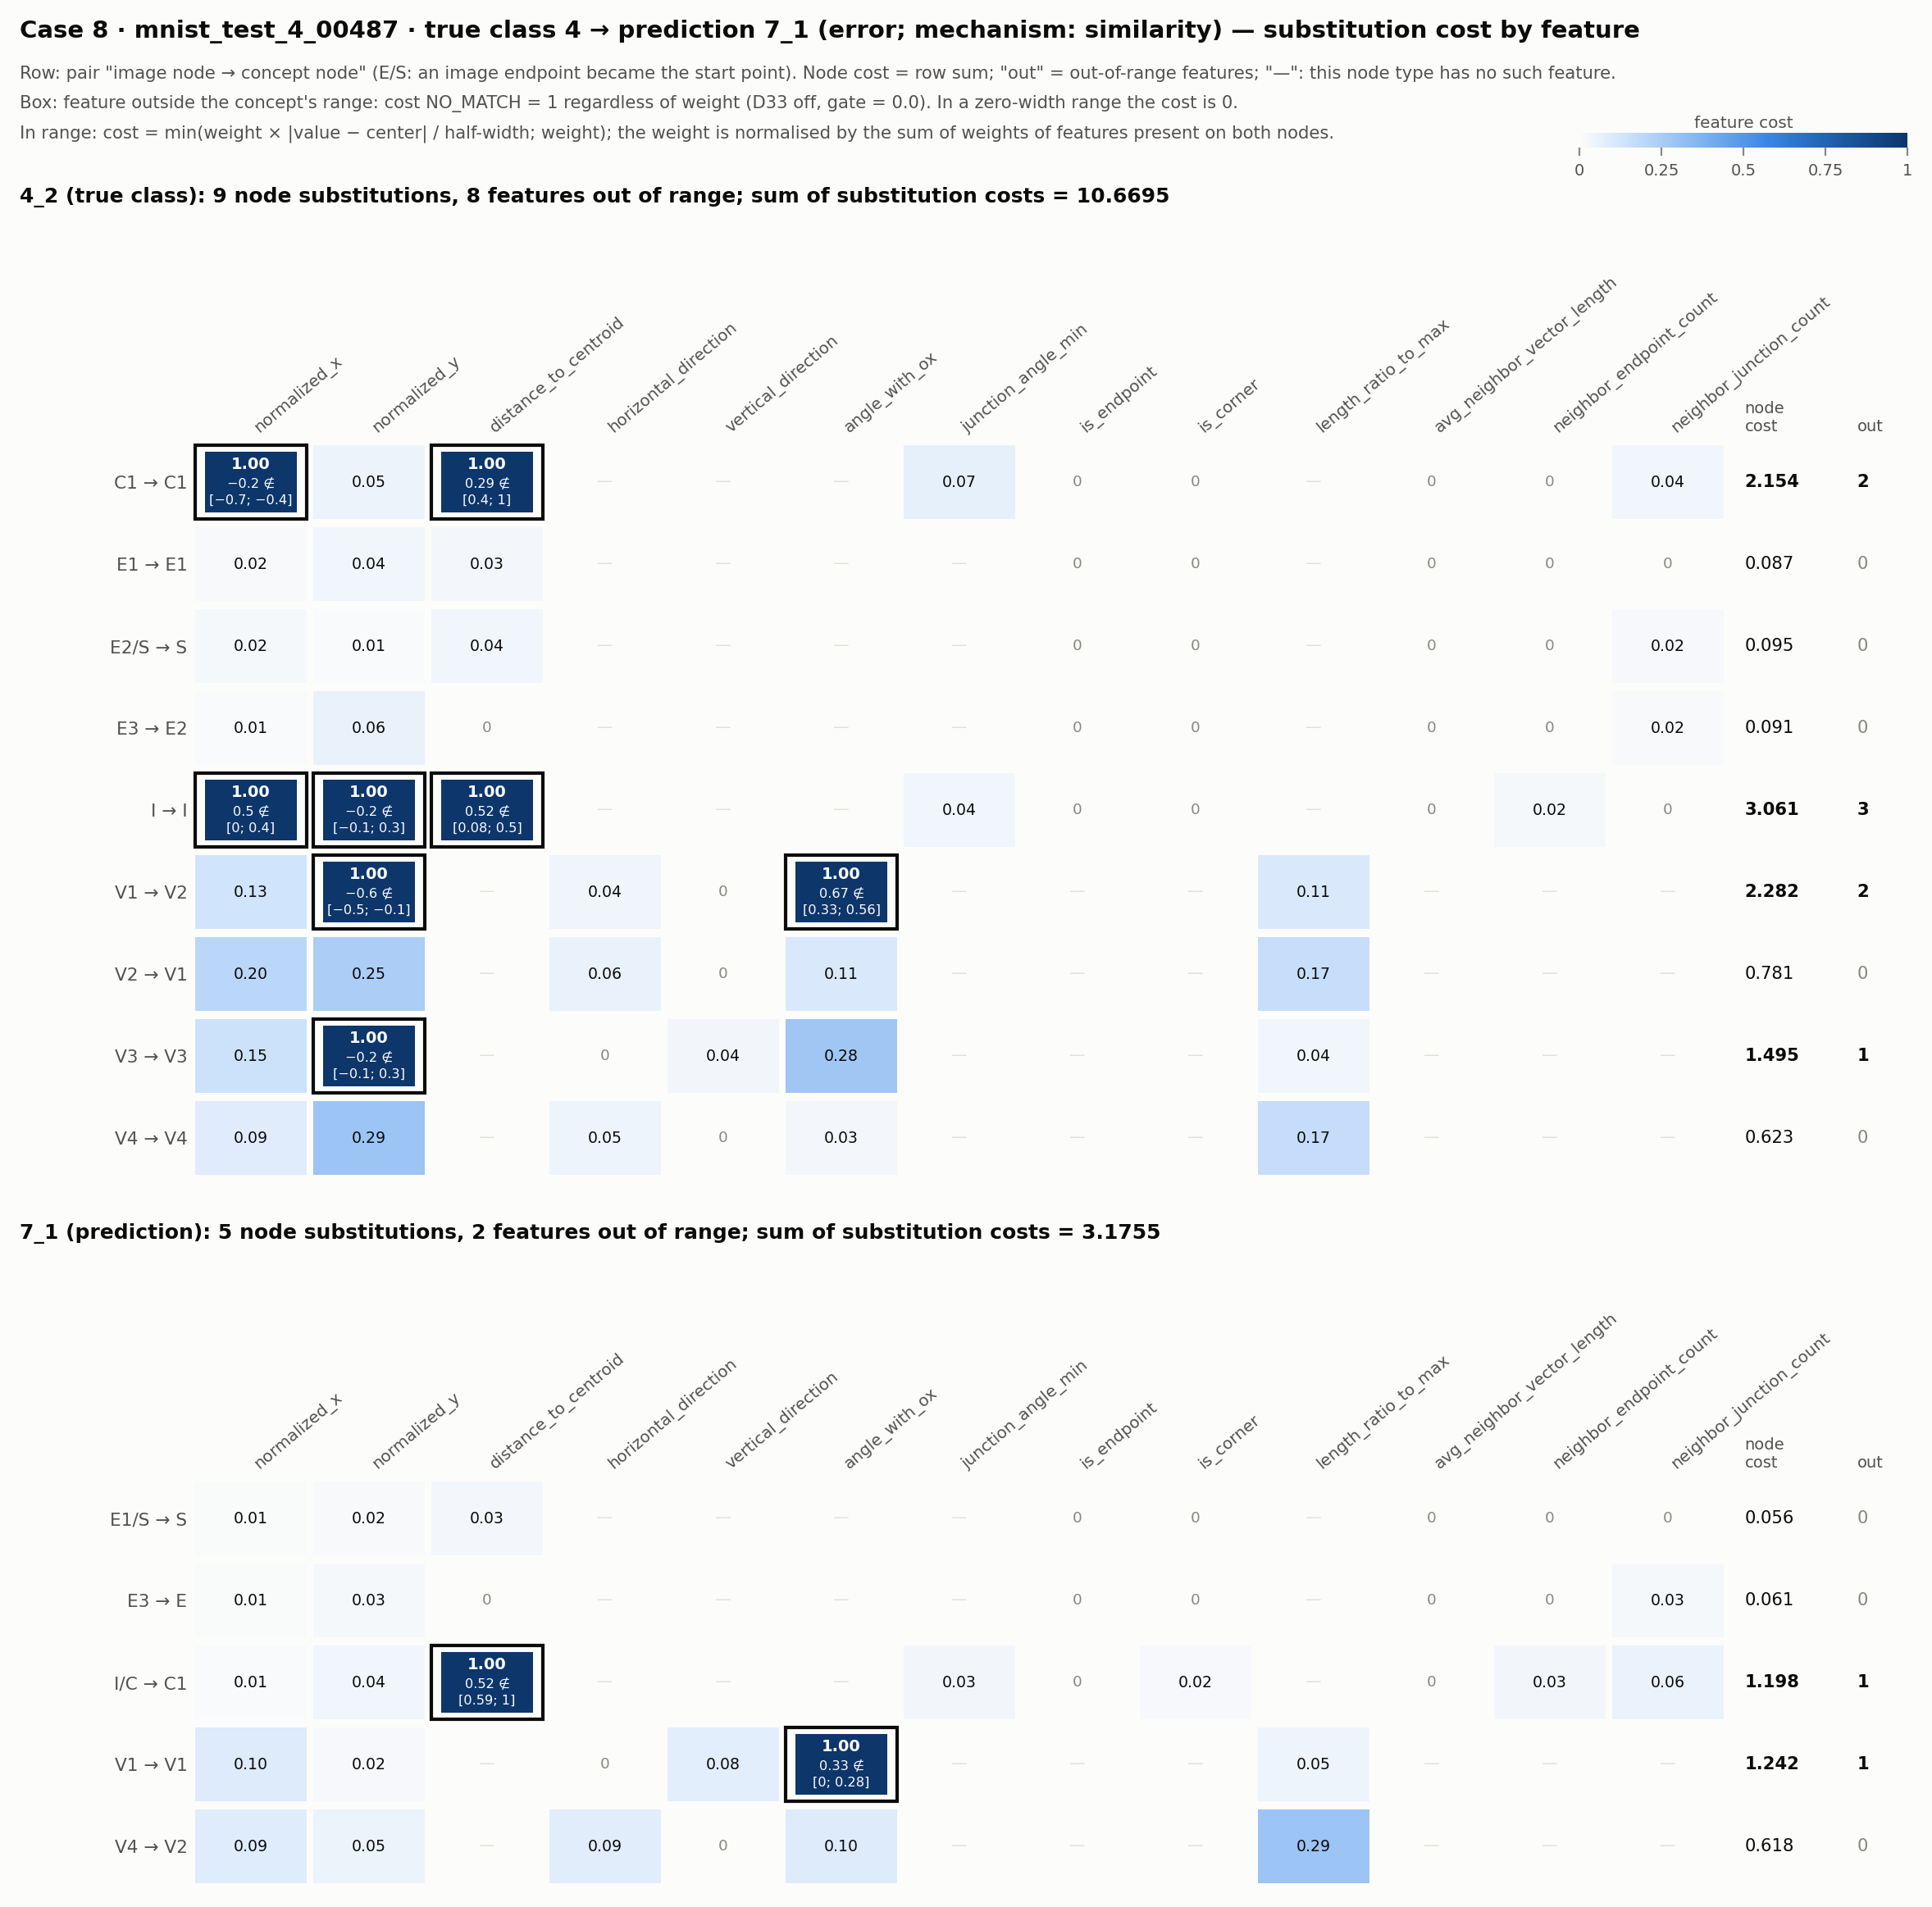 Case 8 · mnist_test_4_00487 · true class 4 → prediction 7_1 (error; mechanism: similarity) — substitution cost by feature
Row: pair "image node → concept node" (E/S: an image endpoint became the start point). Node cost = row sum; "out" = out-of-range features; "—": this node type has no such feature.
Box: feature outside the concept's range: cost NO_MATCH = 1 regardless of weight (D33 off, gate = 0.0). In a zero-width range the cost is 0.
In range: cost = min(weight × |value − center| / half-width; weight); the weight is normalised by the sum of weights of features present on both nodes.
feature cost
0 0.25 0.5 0.75 1
4_2 (true class): 9 node substitutions, 8 features out of range; sum of substitution costs = 10.6695
normalized_x normalized_y distance_to_centroid horizontal_direction vertical_direction angle_with_ox junction_angle_min is_endpoint is_corner length_ratio_to_max avg_neighbor_vector_length neighbor_endpoint_count neighbor_junction_count node cost out
C1 → C1 1.00 −0.2 ∉ [−0.7; −0.4] 0.05 1.00 0.29 ∉ [0.4; 1] — — — 0.07 0 0 — 0 0 0.04 2.154 2
E1 → E1 0.02 0.04 0.03 — — — — 0 0 — 0 0 0 0.087 0
E2/S → S 0.02 0.01 0.04 — — — — 0 0 — 0 0 0.02 0.095 0
E3 → E2 0.01 0.06 0 — — — — 0 0 — 0 0 0.02 0.091 0
I → I 1.00 0.5 ∉ [0; 0.4] 1.00 −0.2 ∉ [−0.1; 0.3] 1.00 0.52 ∉ [0.08; 0.5] — — — 0.04 0 0 — 0 0.02 0 3.061 3
V1 → V2 0.13 1.00 −0.6 ∉ [−0.5; −0.1] — 0.04 0 1.00 0.67 ∉ [0.33; 0.56] — — — 0.11 — — — 2.282 2
V2 → V1 0.20 0.25 — 0.06 0 0.11 — — — 0.17 — — — 0.781 0
V3 → V3 0.15 1.00 −0.2 ∉ [−0.1; 0.3] — 0 0.04 0.28 — — — 0.04 — — — 1.495 1
V4 → V4 0.09 0.29 — 0.05 0 0.03 — — — 0.17 — — — 0.623 0
7_1 (prediction): 5 node substitutions, 2 features out of range; sum of substitution costs = 3.1755
normalized_x normalized_y distance_to_centroid horizontal_direction vertical_direction angle_with_ox junction_angle_min is_endpoint is_corner length_ratio_to_max avg_neighbor_vector_length neighbor_endpoint_count neighbor_junction_count node cost out
E1/S → S 0.01 0.02 0.03 — — — — 0 0 — 0 0 0 0.056 0
E3 → E 0.01 0.03 0 — — — — 0 0 — 0 0 0.03 0.061 0
I/C → C1 0.01 0.04 1.00 0.52 ∉ [0.59; 1] — — — 0.03 0 0.02 — 0 0.03 0.06 1.198 1
V1 → V1 0.10 0.02 — 0 0.08 1.00 0.33 ∉ [0; 0.28] — — — 0.05 — — — 1.242 1
V4 → V2 0.09 0.05 — 0.09 0 0.10 — — — 0.29 — — — 0.618 0